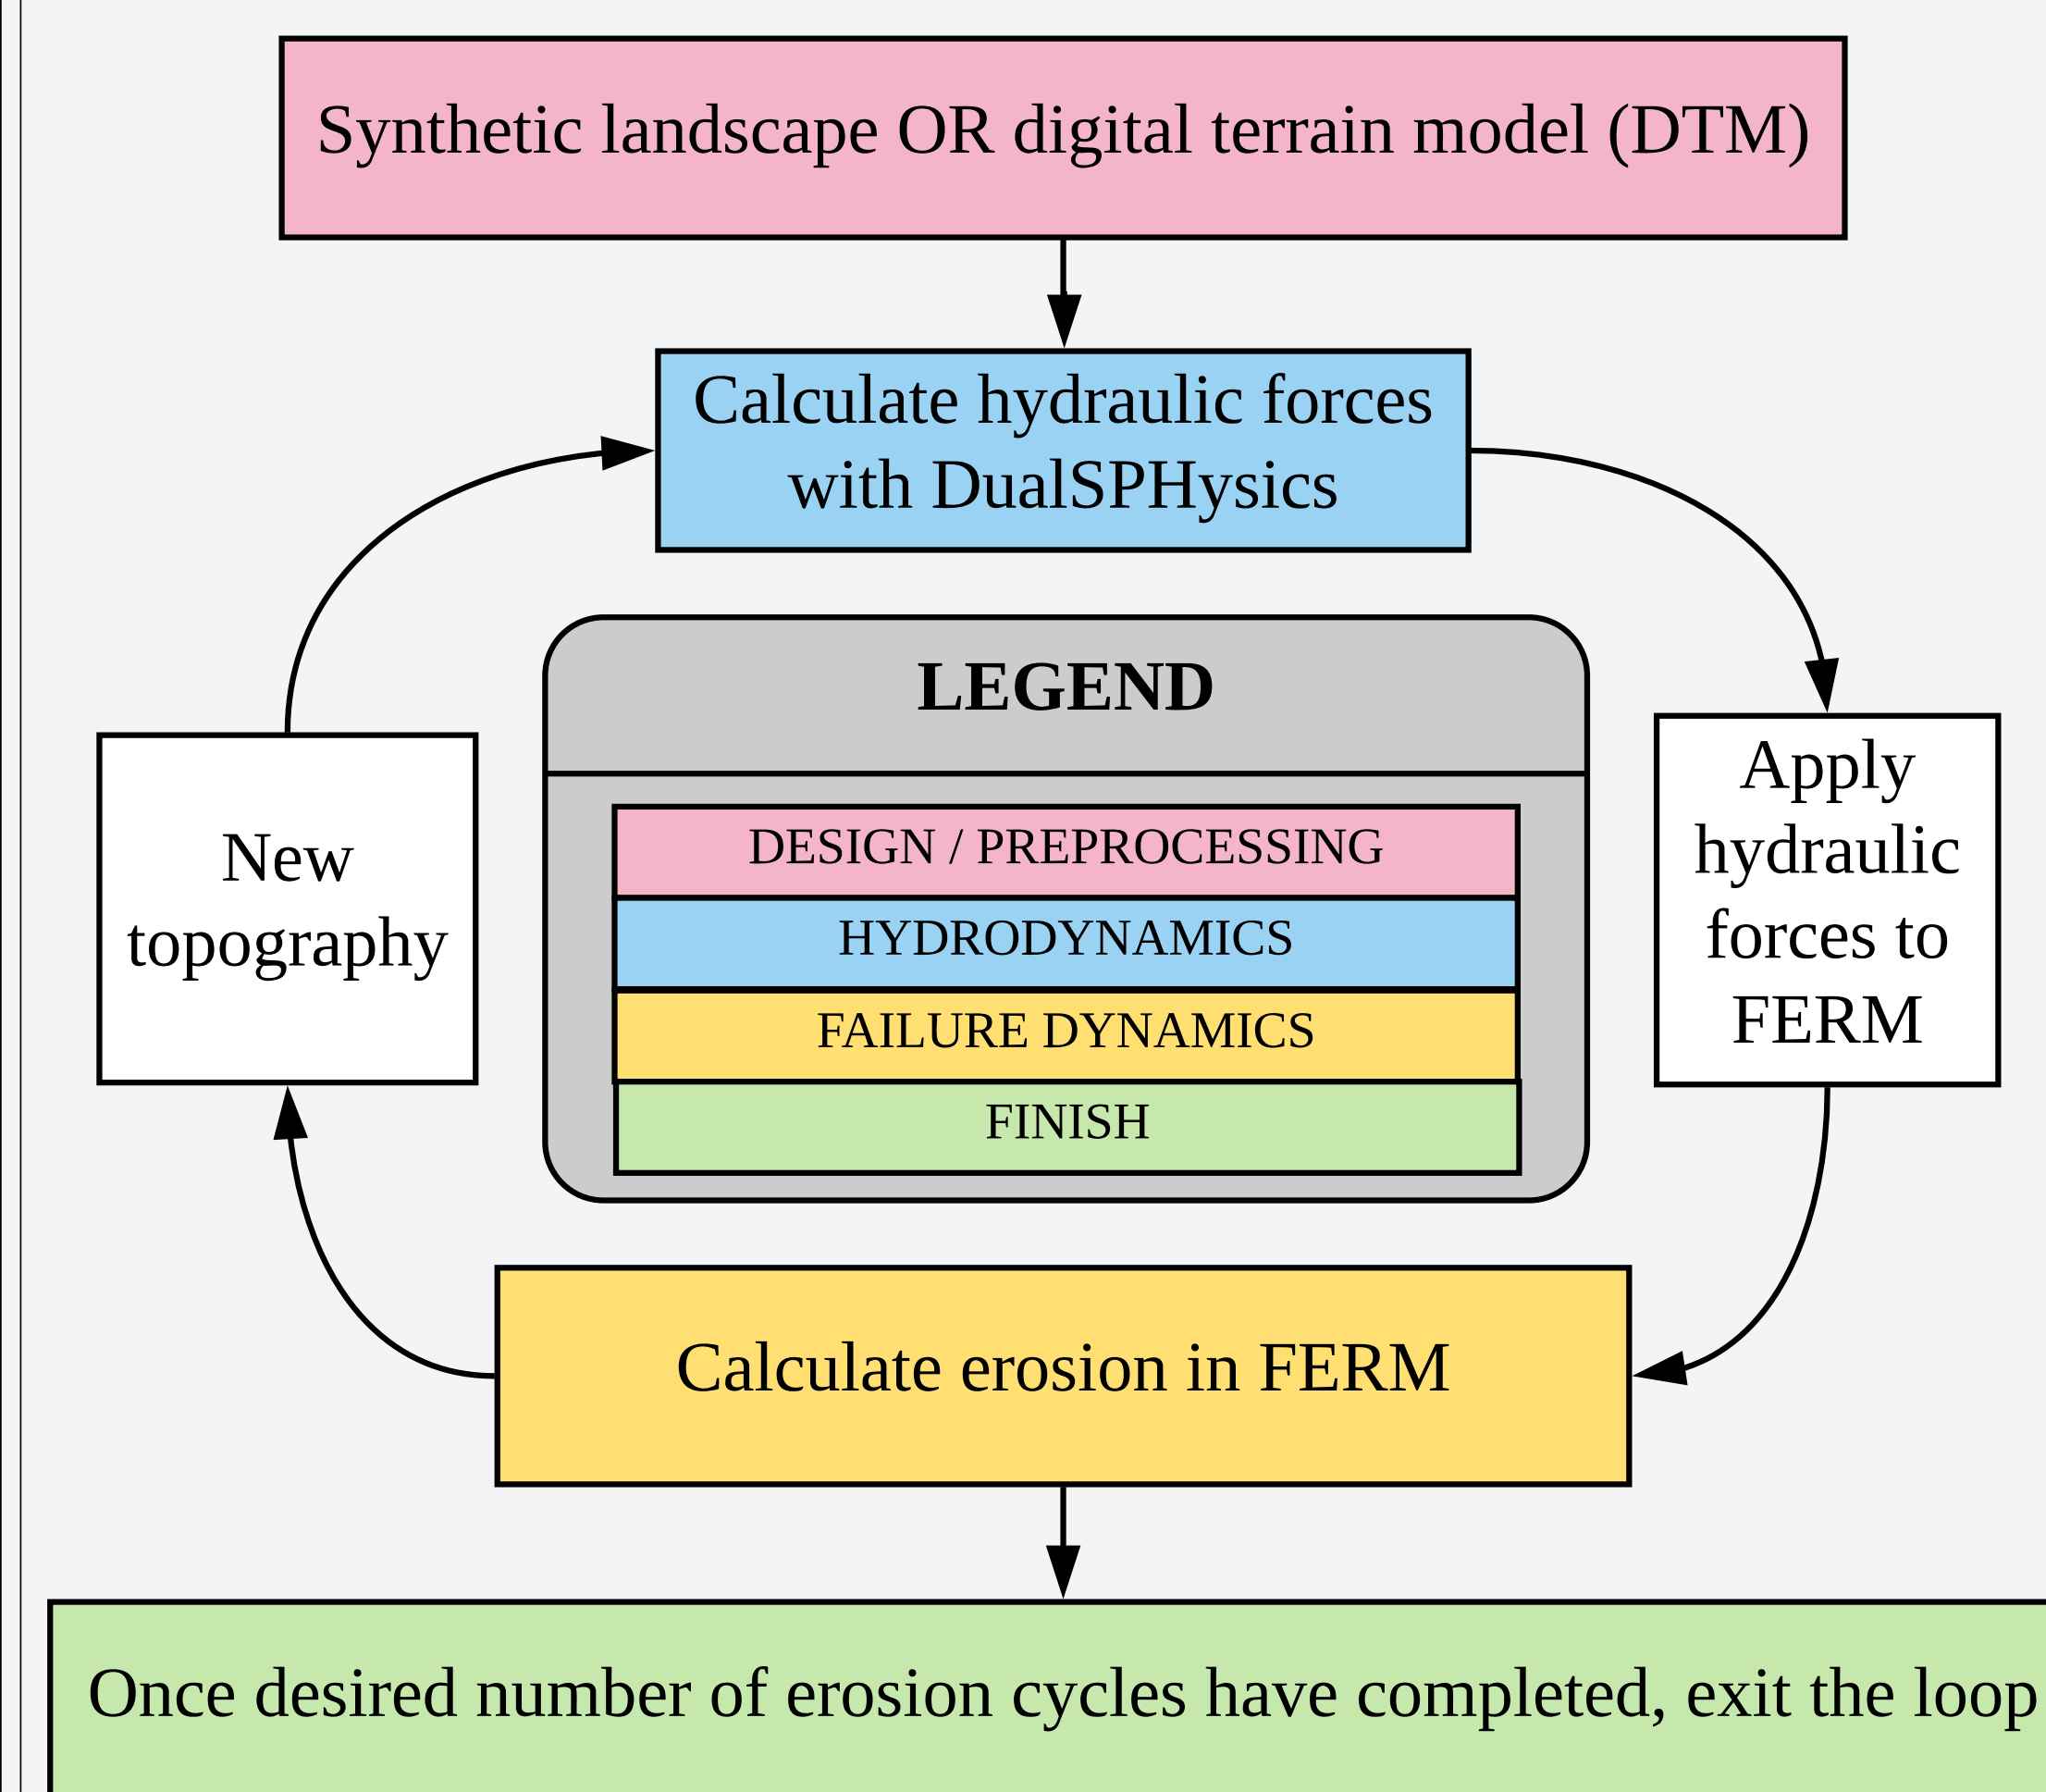 Synthetic landscape OR digital terrain model (DTM)
Calculate hydraulic forces
with DualSPHysics
LEGEND
DESIGN / PREPROCESSING
HYDRODYNAMICS
FAILURE DYNAMICS
FINISH
New
topography
Apply
hydraulic
forces to
FERM
Calculate erosion in FERM
Once desired number of erosion cycles have completed, exit the loop